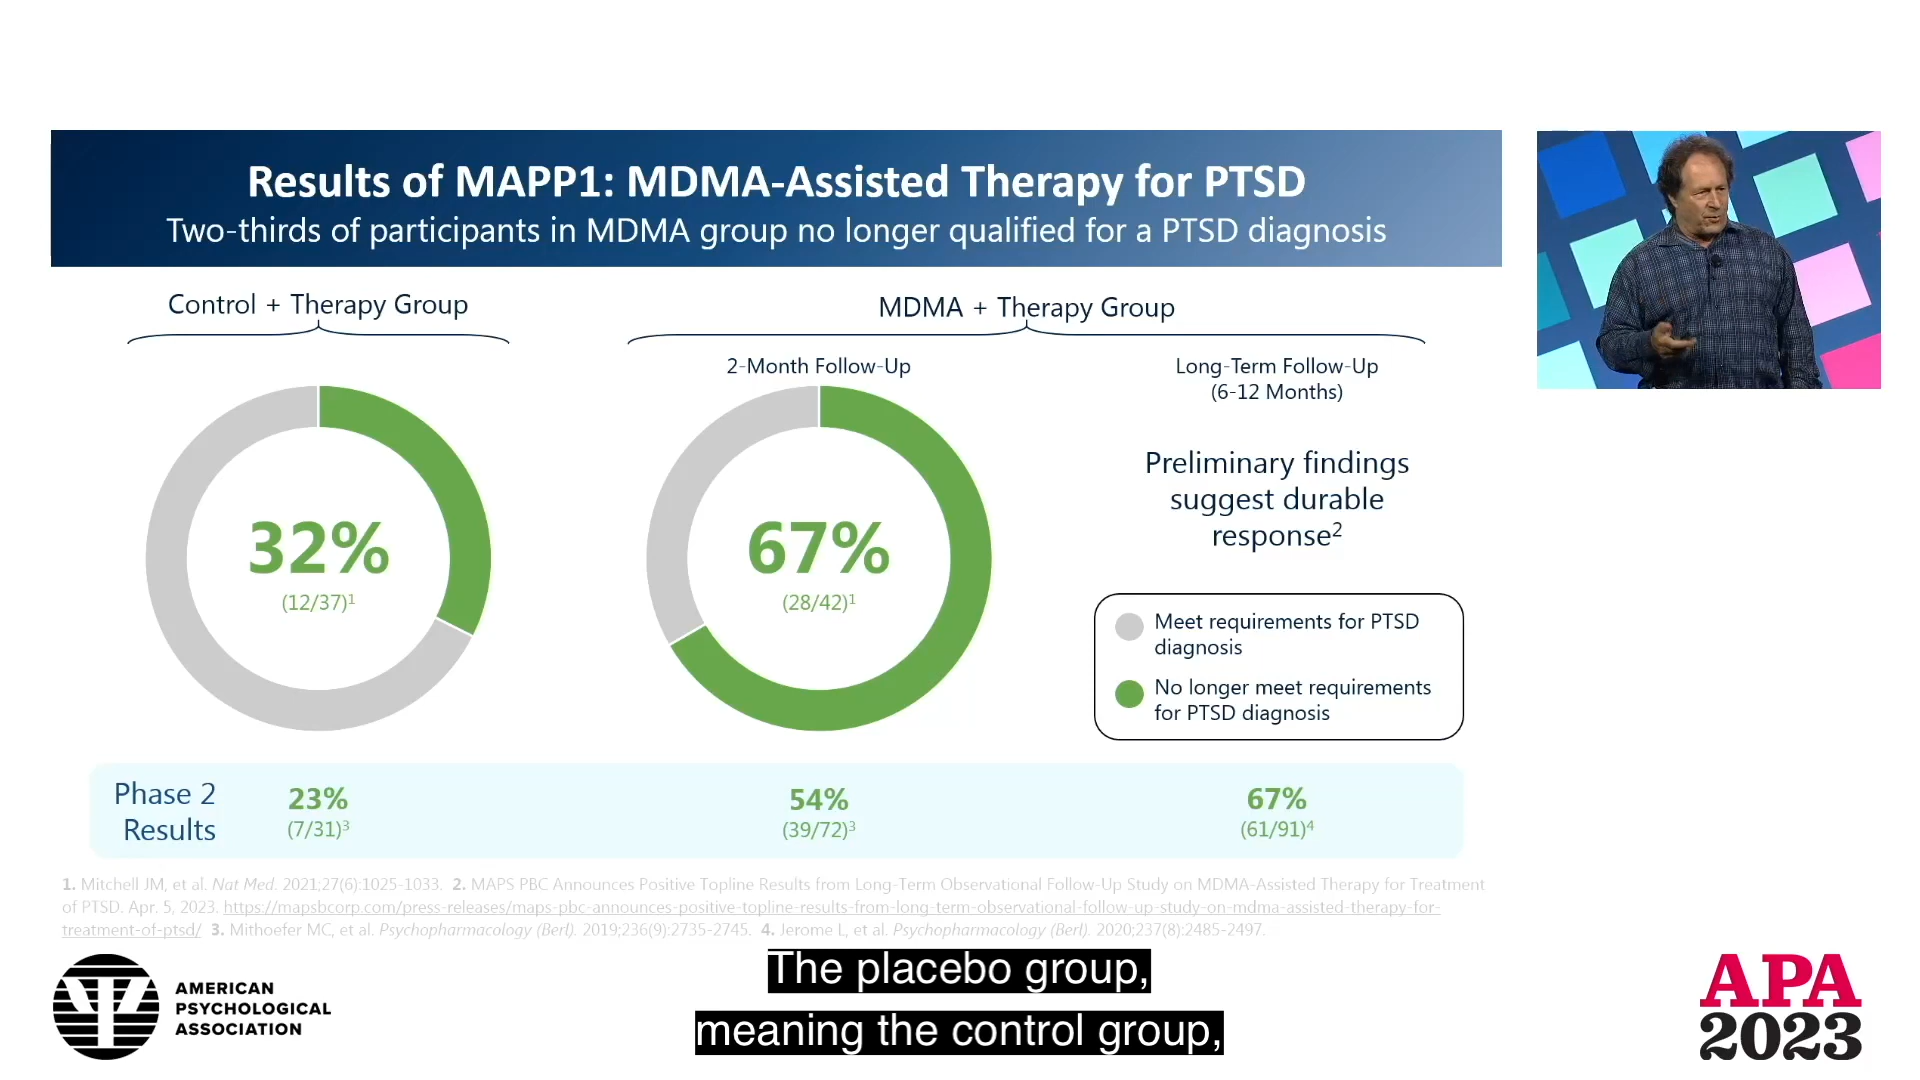 Results of MAPP1: MDMA-Assisted Therapy for PTSD
Two-thirds of participants in MDMA group no longer qualified for a PTSD diagnosis
Control + Therapy Group
MDMA + Therapy Group
2-Month Follow-Up
Long-Term Follow-Up
(6-12 Months)
32%
(12/37)¹
67%
(28/42)¹
Preliminary findings
suggest durable
response²
Meet requirements for PTSD
diagnosis
No longer meet requirements
for PTSD diagnosis
Phase 2
Results
23%
(7/31)³
54%
(39/72)³
67%
(61/91)⁴
1. Mitchell JM, et al. Nat Med. 2021;27(6):1025-1033. 2. MAPS PBC Announces Positive Topline Results from Long-Term Observational Follow-Up Study on MDMA-Assisted Therapy for Treatment
of PTSD. Apr. 5, 2023. https://mapsbcorp.com/press-releases/maps-pbc-announces-positive-topline-results-from-long-term-observational-follow-up-study-on-mdma-assisted-therapy-for-
treatment-of-ptsd/ 3. Mithoefer MC, et al. Psychopharmacology (Berl). 2019;236(9):2735-2745. 4. Jerome L, et al. Psychopharmacology (Berl). 2020;237(8):2485-2497.
The placebo group,
meaning the control group,
AMERICAN
PSYCHOLOGICAL
ASSOCIATION
APA
2023